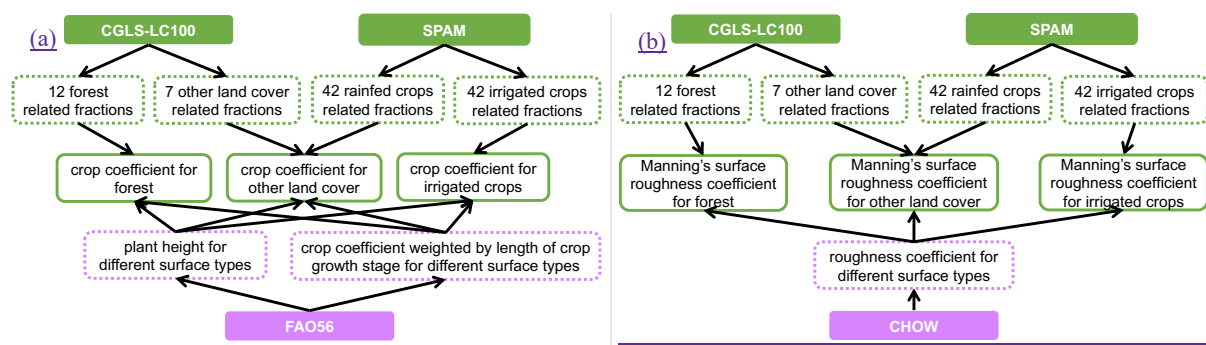 (a)
CGLS-LC100
SPAM
12 forest
related fractions
7 other land cover
related fractions
42 rainfed crops
related fractions
42 irrigated crops
related fractions
crop coefficient for
forest
crop coefficient for
other land cover
crop coefficient for
irrigated crops
plant height for
different surface types
crop coefficient weighted by length of crop
growth stage for different surface types
FAO56
(b)
CGLS-LC100
SPAM
12 forest
related fractions
7 other land cover
related fractions
42 rainfed crops
related fractions
42 irrigated crops
related fractions
Manning's surface
roughness coefficient
for forest
Manning's surface
roughness coefficient
for other land cover
Manning's surface
roughness coefficient
for irrigated crops
roughness coefficient for
different surface types
CHOW